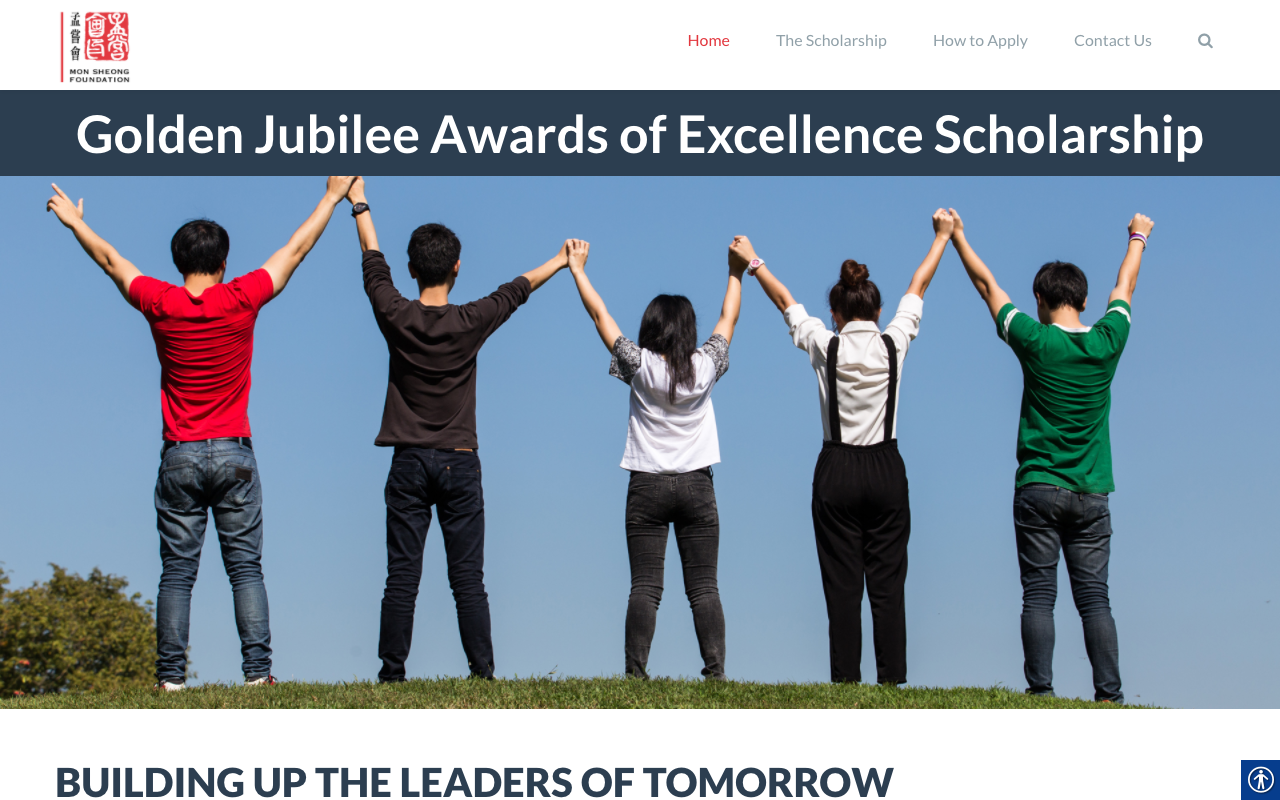 孟嘗會
MON SHEONG
FOUNDATION
Home
The Scholarship
How to Apply
Contact Us
Golden Jubilee Awards of Excellence Scholarship
BUILDING UP THE LEADERS OF TOMORROW